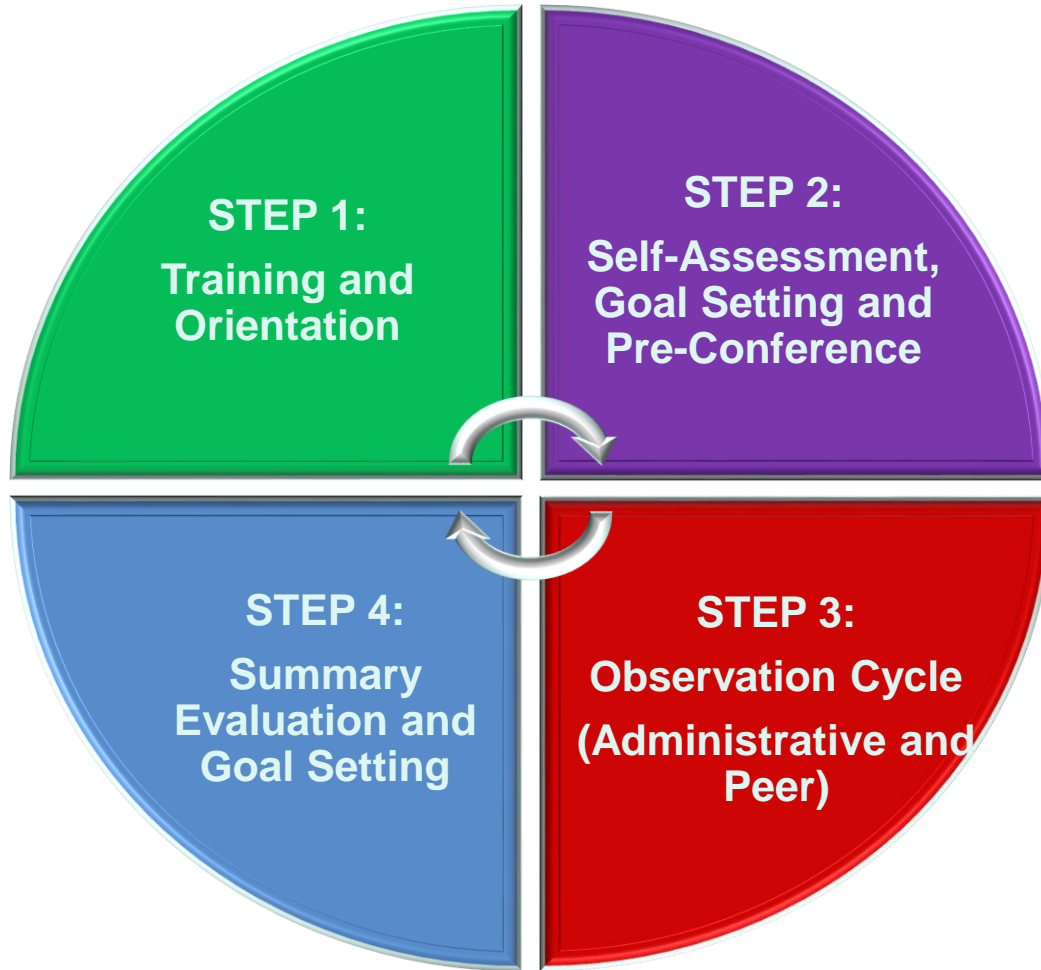 STEP 1:
Training and
Orientation
STEP 2:
Self-Assessment,
Goal Setting and
Pre-Conference
STEP 3:
Observation Cycle
(Administrative and
Peer)
STEP 4:
Summary
Evaluation and
Goal Setting